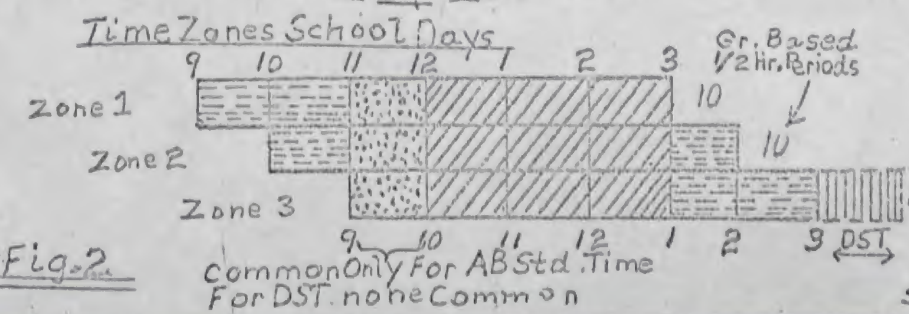 Time Zones School Days
9 10 11 12 1 2 3
Gr. Based
1/2 Hr. Periods
Zone 1
10
Zone 2
10
Zone 3
9 10 11 12 1 2 3 DST
Fig. 2
Common Only For AB Std. Time
For DST. none Common